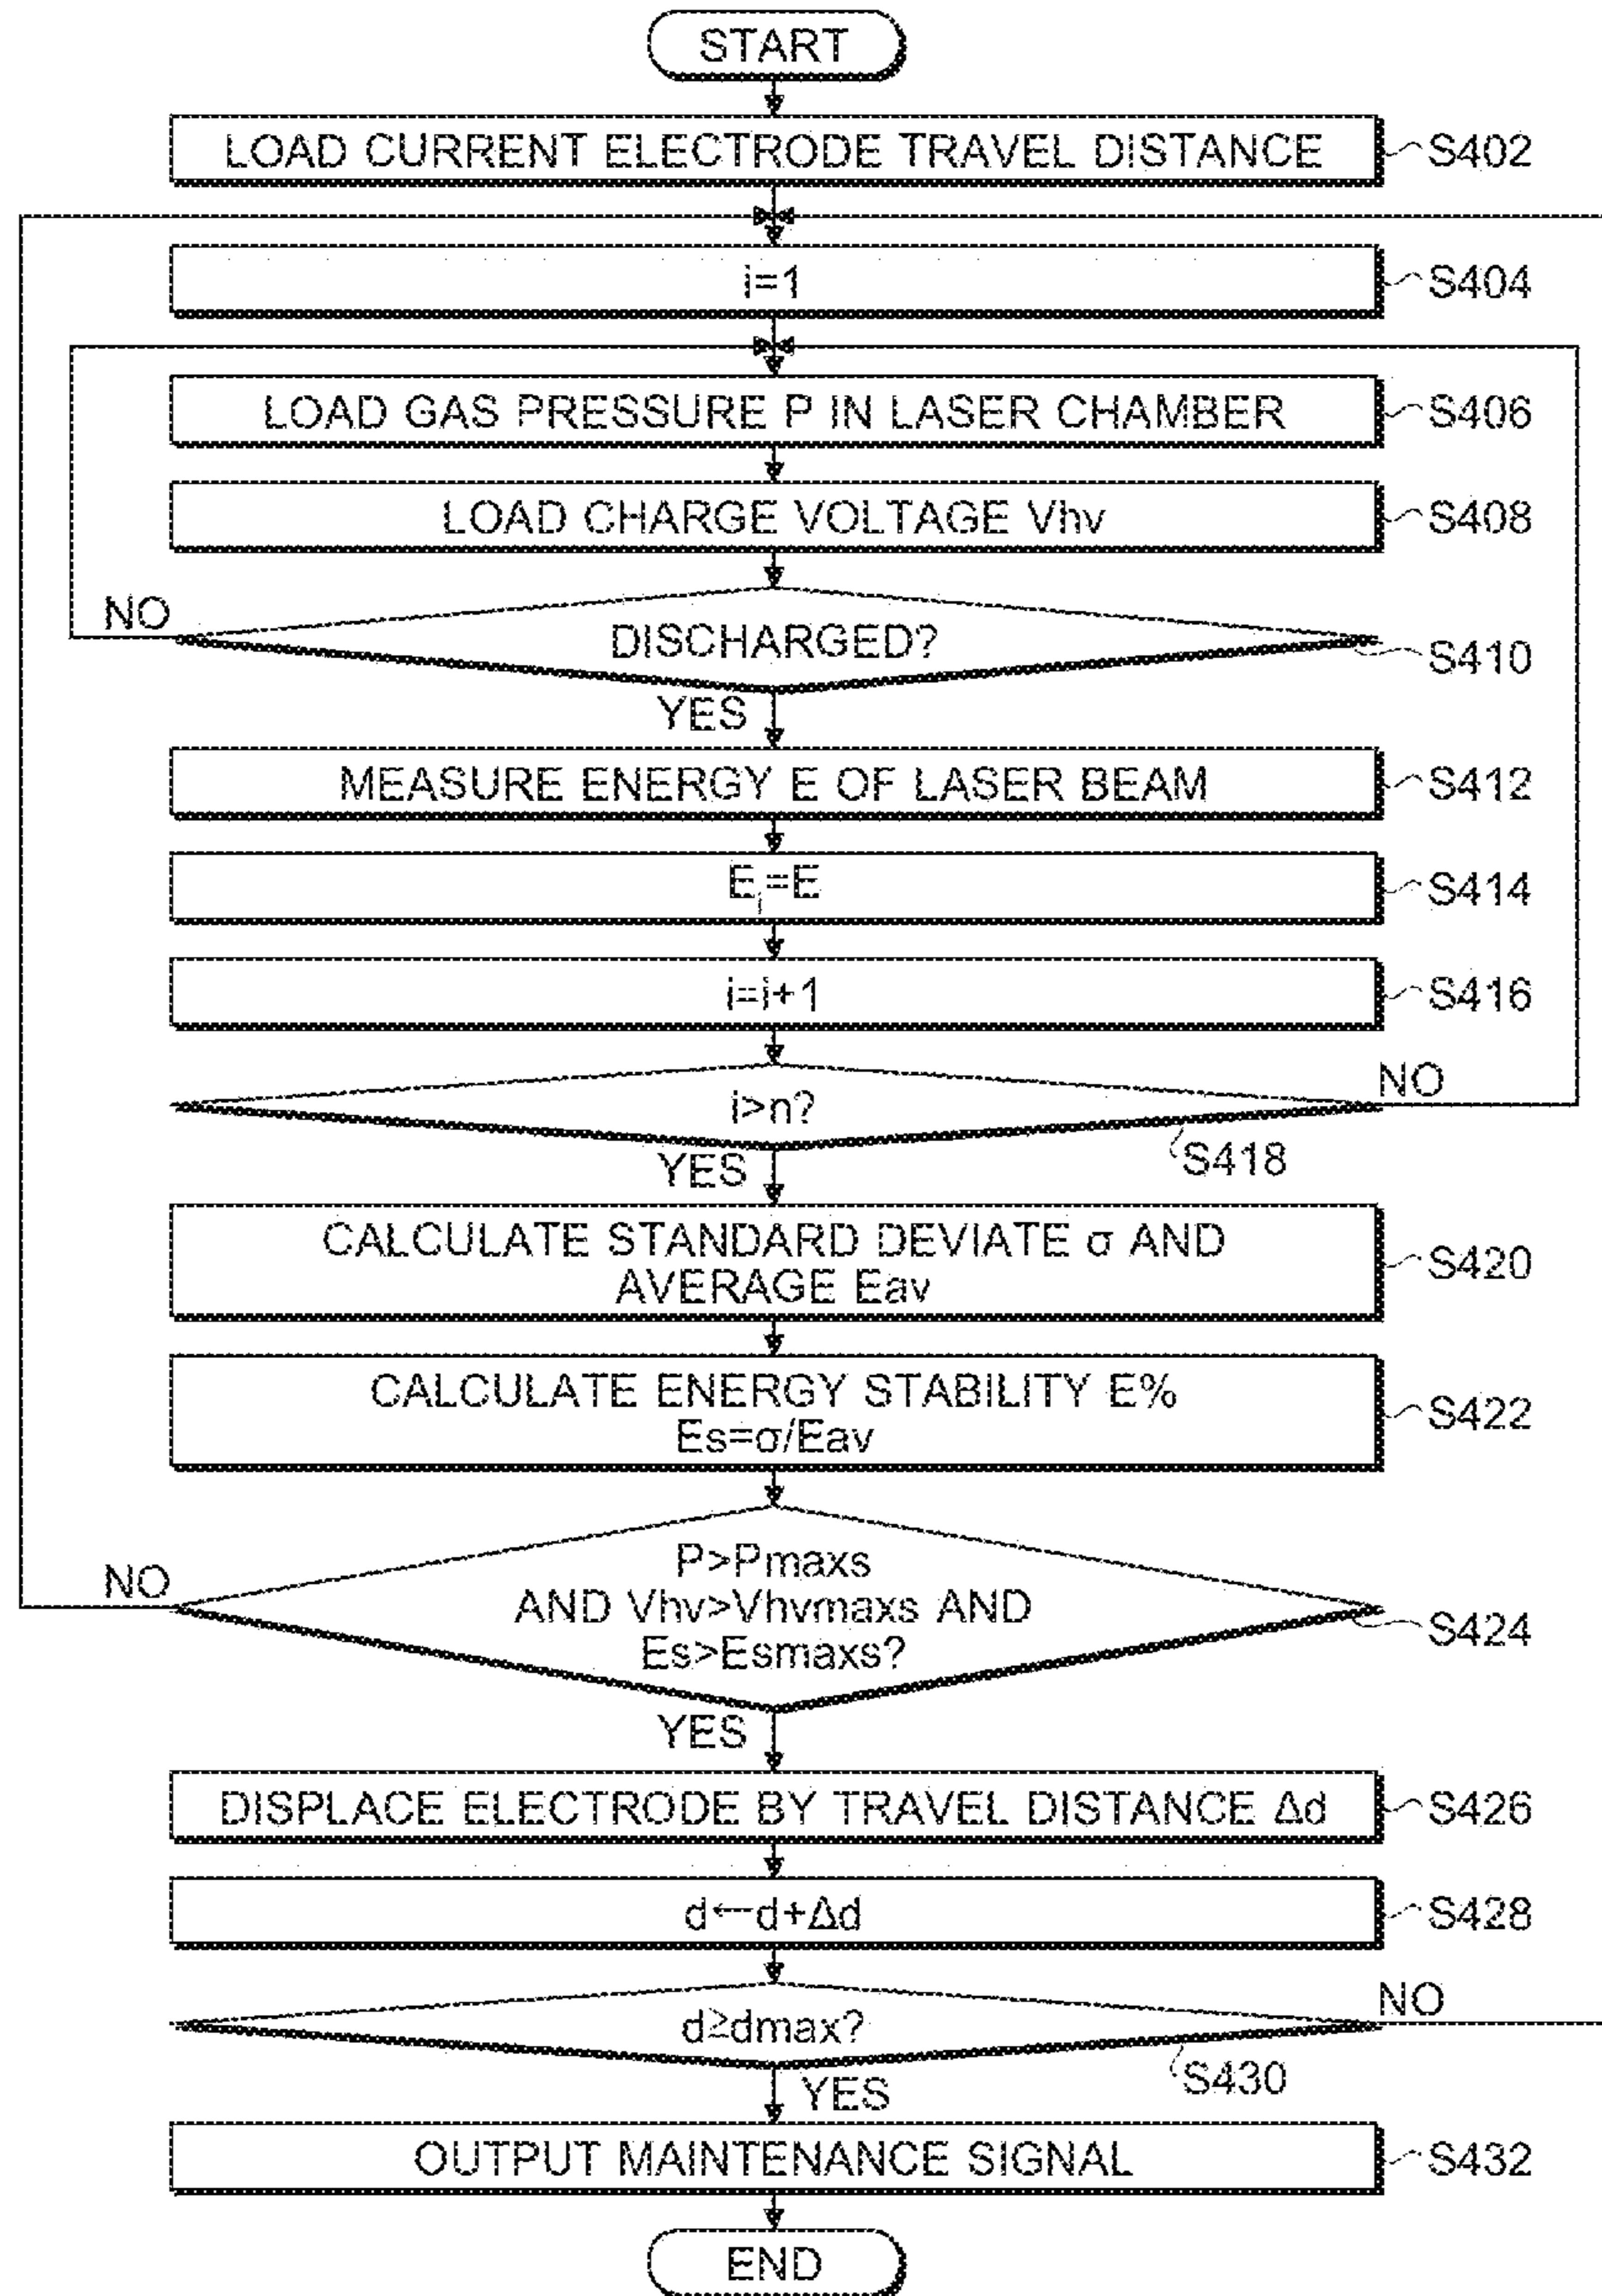 START
LOAD CURRENT ELECTRODE TRAVEL DISTANCE
S402
i=1
S404
LOAD GAS PRESSURE P IN LASER CHAMBER
S406
LOAD CHARGE VOLTAGE Vhv
S408
NO
DISCHARGED?
S410
YES
MEASURE ENERGY E OF LASER BEAM
S412
Ei=E
S414
i=i+1
S416
NO
i>n?
S418
YES
CALCULATE STANDARD DEVIATE σ AND
AVERAGE Eav
S420
CALCULATE ENERGY STABILITY E%
Es=σ/Eav
S422
NO
P>Pmaxs
AND Vhv>Vhvmaxs AND
Es>Esmaxs?
S424
YES
DISPLACE ELECTRODE BY TRAVEL DISTANCE Δd
S426
d←d+Δd
S428
NO
d≧dmax?
S430
YES
OUTPUT MAINTENANCE SIGNAL
S432
END